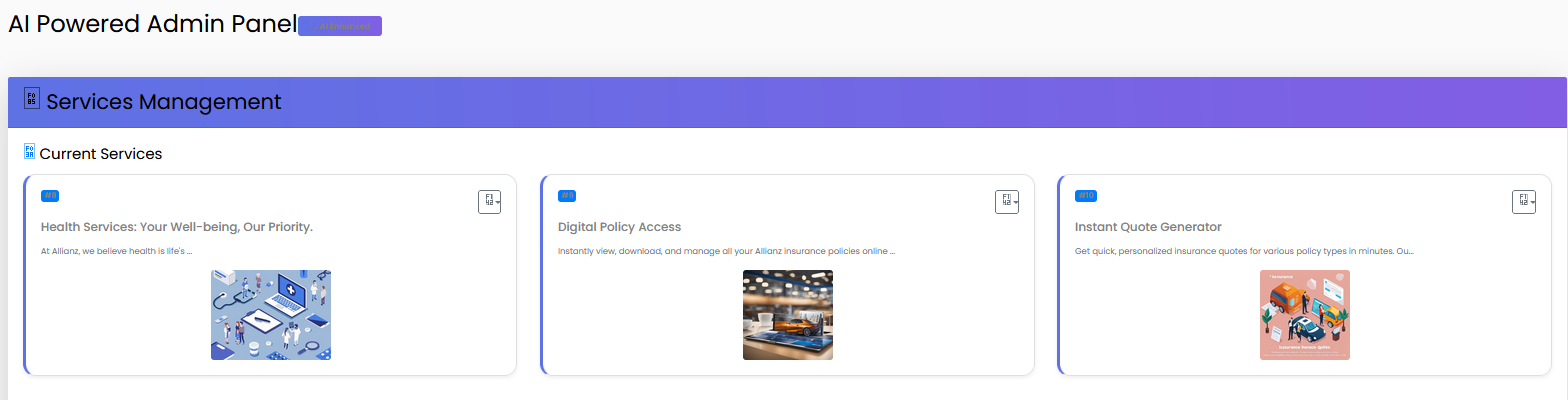 AI Powered Admin Panel
Services Management
Current Services
#8
Health Services: Your Well-being, Our Priority.
At Allianz, we believe health is life's ...
#9
Digital Policy Access
Instantly view, download, and manage all your Allianz insurance policies online ...
#10
Instant Quote Generator
Get quick, personalized insurance quotes for various policy types in minutes. Ou...